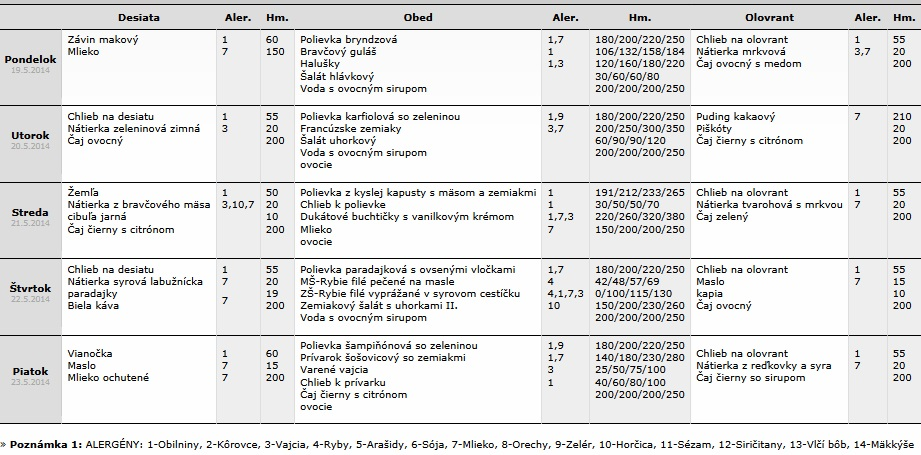 Desiata Aler. Hm. Obed Aler. Hm. Olovrant Aler. Hm.
Pondelok
19.5.2014
Závin makový 1 60 Polievka bryndzová 1,7 180/200/220/250 Chlieb na olovrant 1 55
Mlieko 7 150 Bravčový guláš 1 106/132/158/184 Nátierka mrkvová 3,7 20
Halušky 1,3 120/160/180/220 Čaj ovocný s medom 200
Šalát hlávkový 30/60/60/80
Voda s ovocným sirupom 200/200/200/250
Utorok
20.5.2014
Chlieb na desiatu 1 55 Polievka karfiolová so zeleninou 1,9 180/200/220/250 Puding kakaový 7 210
Nátierka zeleninová zimná 3 20 Francúzske zemiaky 3,7 200/250/300/350 Piškóty 20
Čaj ovocný 200 Šalát uhorkový 60/90/90/120 Čaj čierny s citrónom 200
Voda s ovocným sirupom 200/200/200/250
ovocie
Streda
21.5.2014
Žemľa 1 50 Polievka z kyslej kapusty s mäsom a zemiakmi 1 191/212/233/265 Chlieb na olovrant 1 55
Nátierka z bravčového mäsa 3,10,7 20 Chlieb k polievke 1 30/50/50/70 Nátierka tvarohová s mrkvou 7 20
cibuľa jarná 10 Dukátové buchtičky s vanilkovým krémom 1,7,3 220/260/320/380 Čaj zelený 200
Čaj čierny s citrónom 200 Mlieko 7 150/200/200/250
ovocie
Štvrtok
22.5.2014
Chlieb na desiatu 1 55 Polievka paradajková s ovsenými vločkami 1,7 180/200/220/250 Chlieb na olovrant 1 55
Nátierka syrová labužnícka 7 20 MŠ-Rybie filé pečené na masle 4 42/48/57/69 Maslo 7 15
paradajky 19 ZŠ-Rybie filé vyprážané v syrovom cestíčku 4,1,7,3 0/100/115/130 kapia 10
Biela káva 7 200 Zemiakový šalát s uhorkami II. 10 150/200/230/260 Čaj ovocný 200
Voda s ovocným sirupom 200/200/200/250
Piatok
23.5.2014
Vianočka 1 60 Polievka šampiňónová so zeleninou 1,9 180/200/220/250 Chlieb na olovrant 1 55
Maslo 7 15 Prívarok šošovicový so zemiakmi 1,7 140/180/230/280 Nátierka z reďkovky a syra 7 20
Mlieko ochutené 7 200 Varené vajcia 3 25/50/75/100 Čaj čierny so sirupom 200
Chlieb k prívarku 1 40/60/80/100
Čaj čierny s citrónom 200/200/200/250
ovocie
» Poznámka 1: ALERGÉNY: 1-Obilniny, 2-Kôrovce, 3-Vajcia, 4-Ryby, 5-Arašidy, 6-Sója, 7-Mlieko, 8-Orechy, 9-Zelér, 10-Horčica, 11-Sézam, 12-Siričitany, 13-Vlčí bôb, 14-Mäkkýše